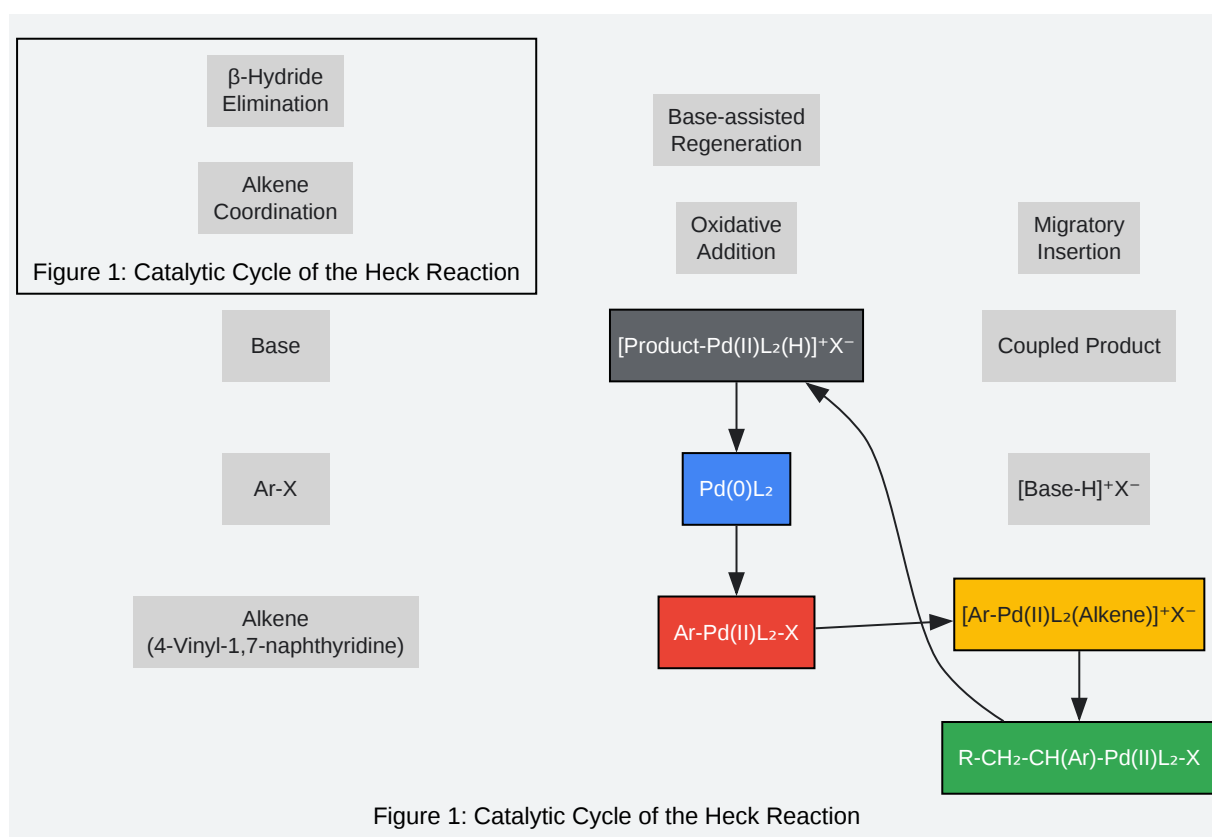 β-Hydride
Elimination
Alkene
Coordination
Figure 1: Catalytic Cycle of the Heck Reaction
Base-assisted
Regeneration
Oxidative
Addition
Migratory
Insertion
Base
[Product-Pd(II)L₂(H)]⁺X⁻
Coupled Product
Ar-X
Pd(0)L₂
[Base-H]⁺X⁻
Alkene
(4-Vinyl-1,7-naphthyridine)
Ar-Pd(II)L₂-X
[Ar-Pd(II)L₂(Alkene)]⁺X⁻
R-CH₂-CH(Ar)-Pd(II)L₂-X
Figure 1: Catalytic Cycle of the Heck Reaction